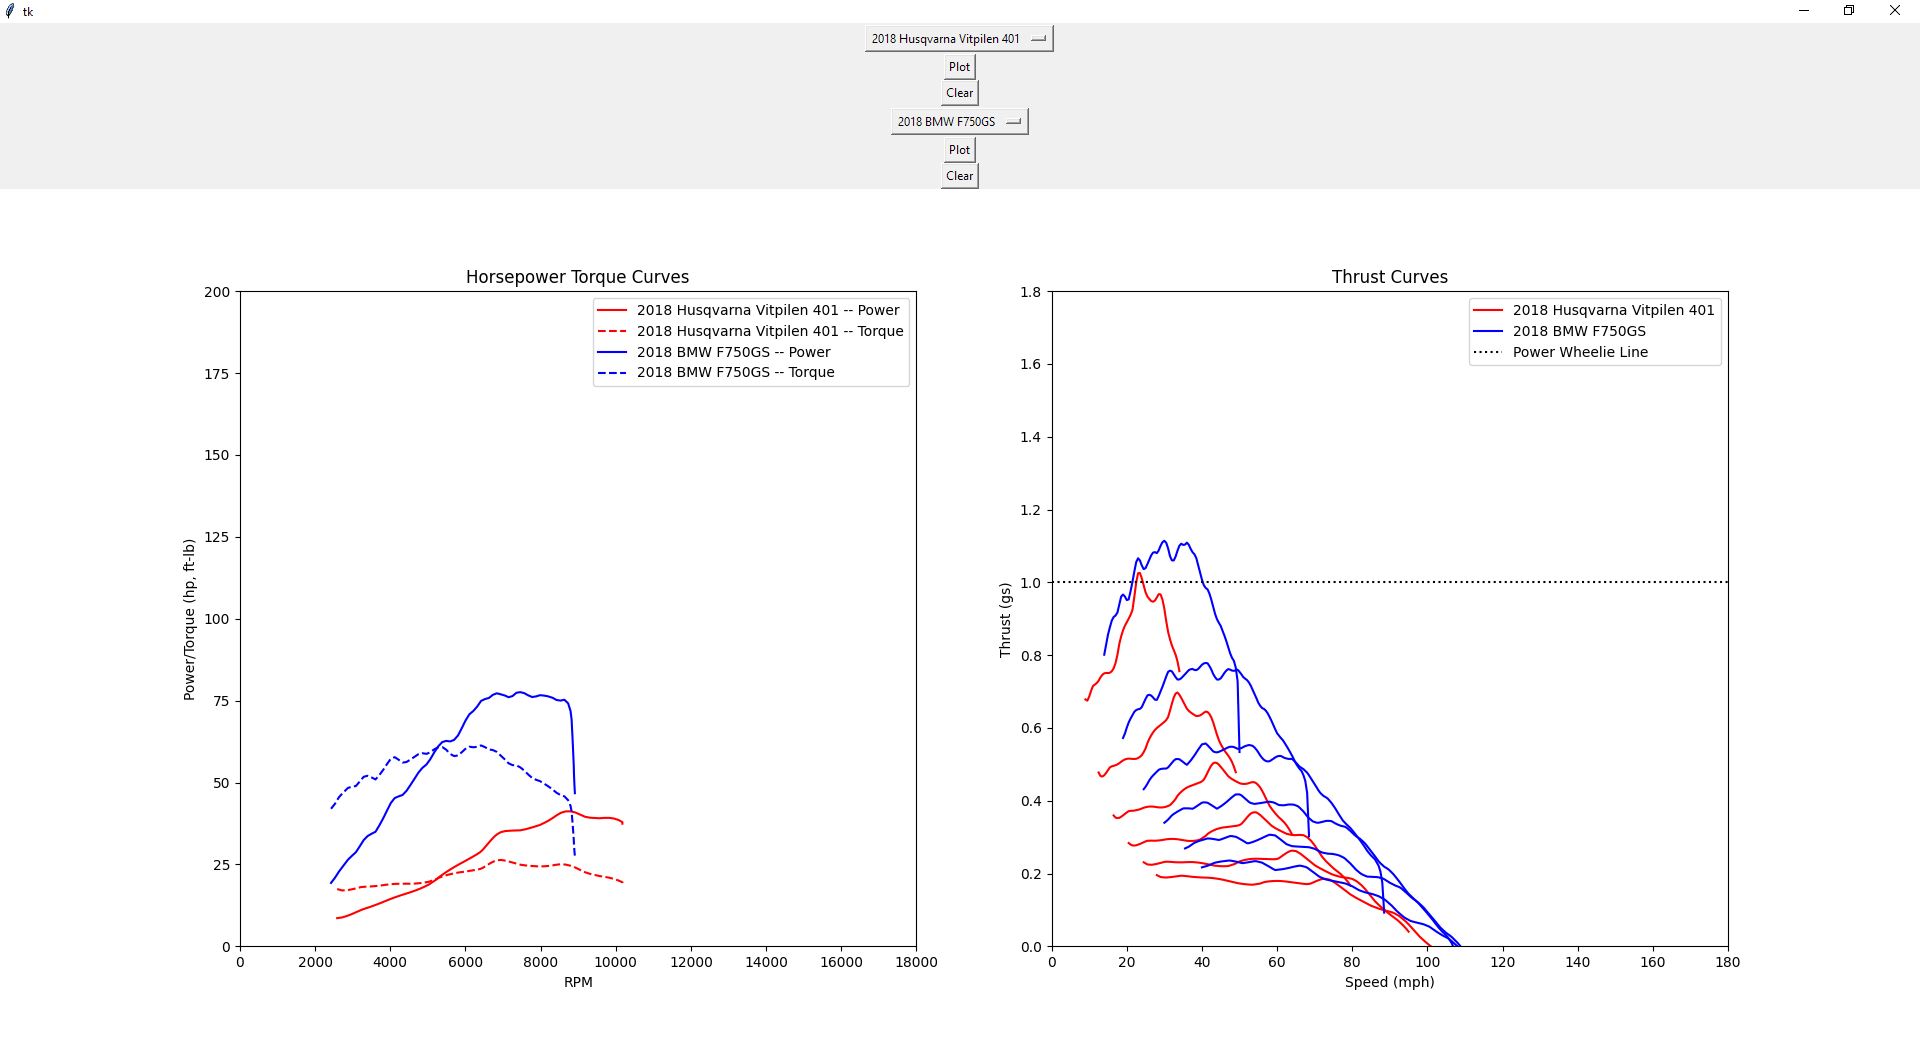 tk
2018 Husqvarna Vitpilen 401
Plot
Clear
2018 BMW F750GS
Plot
Clear
Horsepower Torque Curves
200
175
150
125
100
75
50
25
0
Power/Torque (hp, ft-lb)
2018 Husqvarna Vitpilen 401 -- Power
2018 Husqvarna Vitpilen 401 -- Torque
2018 BMW F750GS -- Power
2018 BMW F750GS -- Torque
0 2000 4000 6000 8000 10000 12000 14000 16000 18000
RPM
Thrust Curves
1.8
1.6
1.4
1.2
1.0
0.8
0.6
0.4
0.2
0.0
Thrust (gs)
2018 Husqvarna Vitpilen 401
2018 BMW F750GS
Power Wheelie Line
0 20 40 60 80 100 120 140 160 180
Speed (mph)